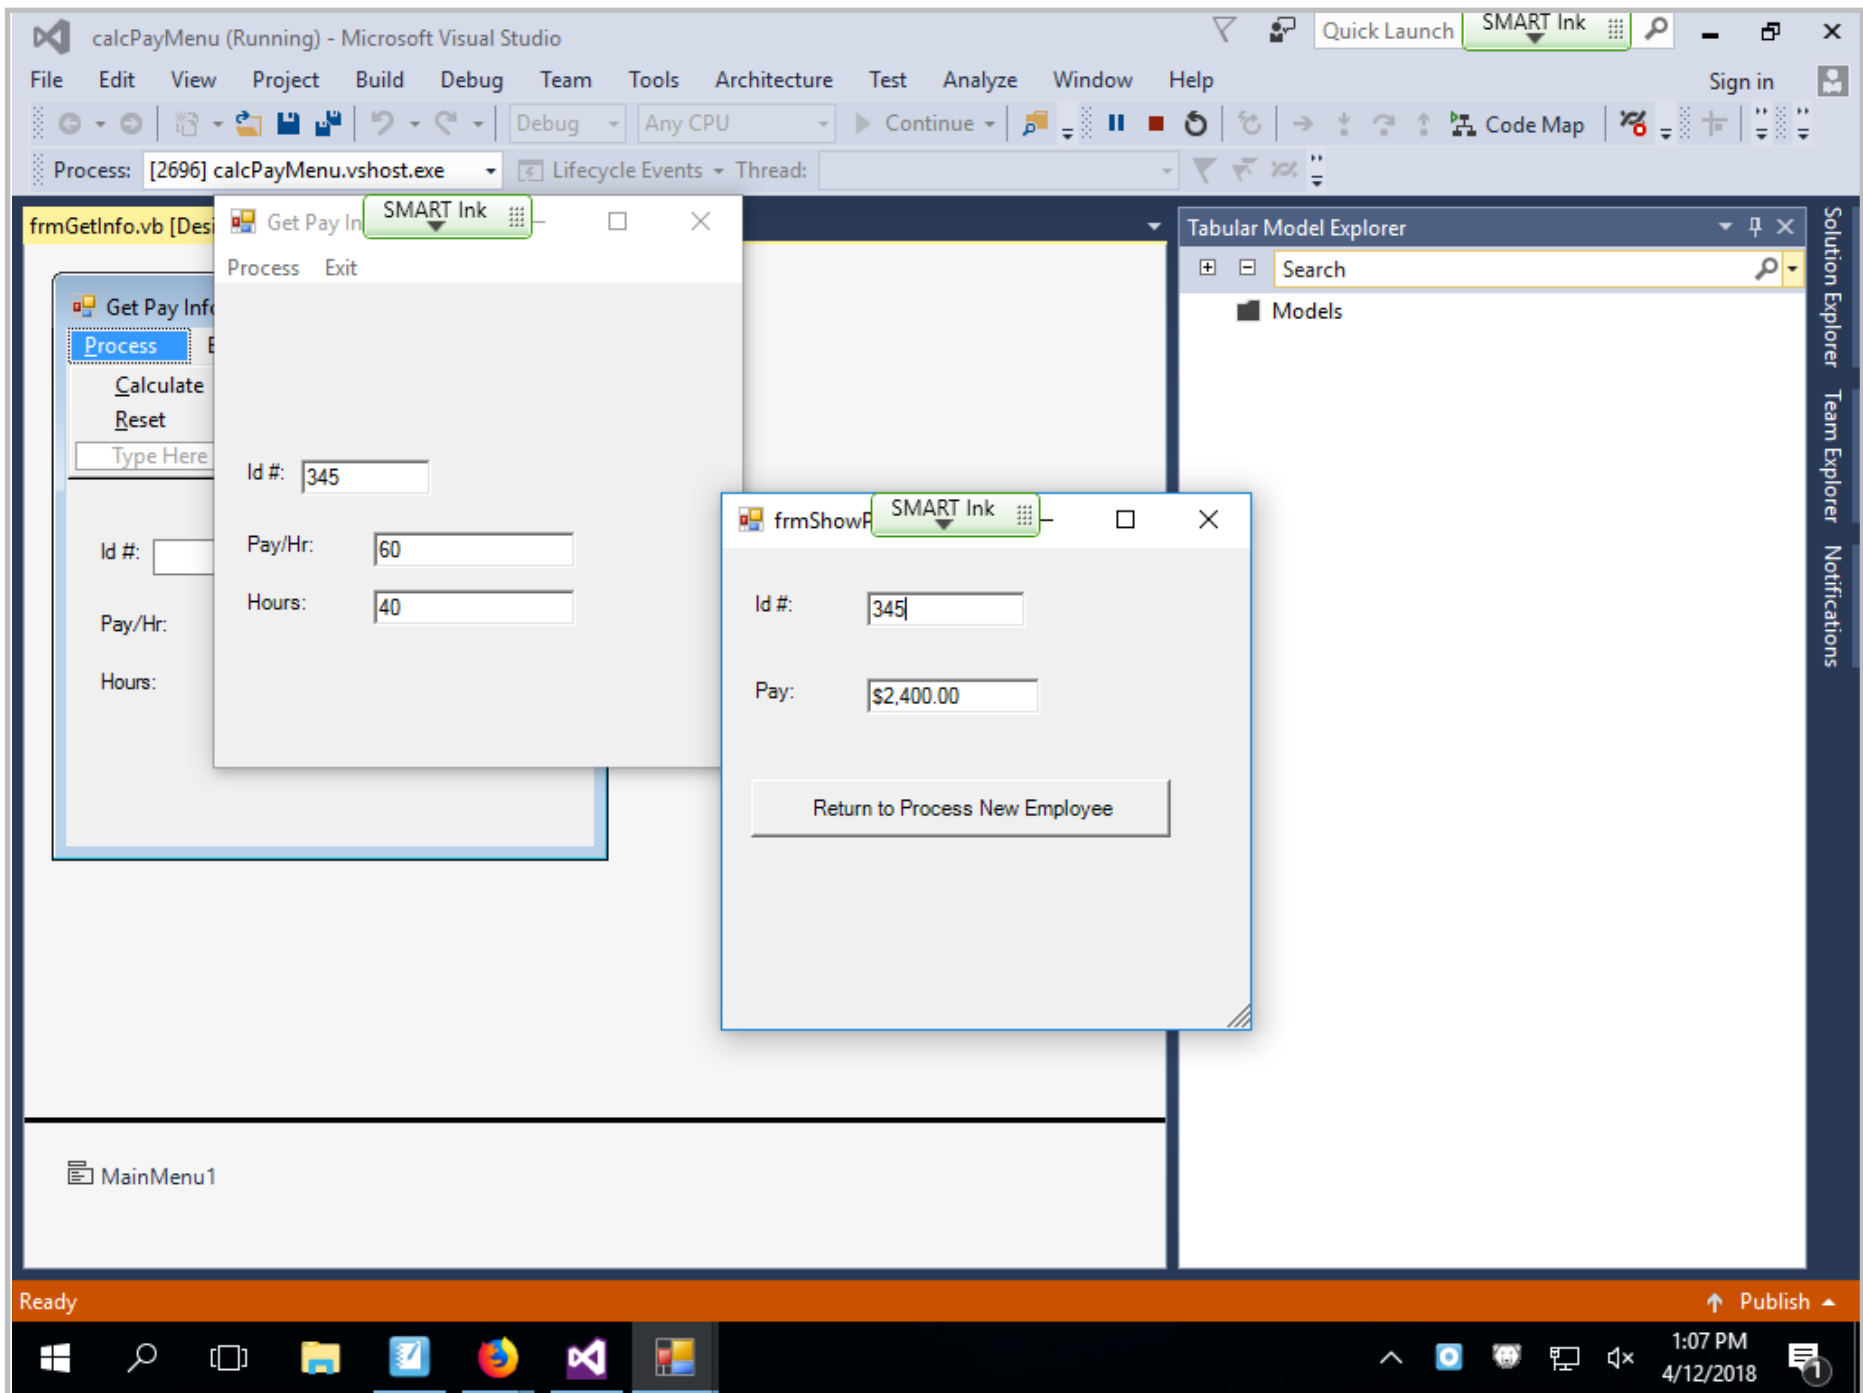 calcPayMenu (Running) - Microsoft Visual Studio
Quick Launch
SMART Ink
File Edit View Project Build Debug Team Tools Architecture Test Analyze Window Help
Sign in
Debug Any CPU Continue Code Map
Process: [2696] calcPayMenu.vshost.exe Lifecycle Events Thread:
frmGetInfo.vb [Desi
Get Pay In
SMART Ink
Process Exit
Id #: 345
Pay/Hr: 60
Hours: 40
Get Pay Info
Process E
Calculate
Reset
Type Here
Id #:
Pay/Hr:
Hours:
frmShowP
SMART Ink
Id #: 345
Pay: $2,400.00
Return to Process New Employee
Tabular Model Explorer
Search
Models
Solution Explorer
Team Explorer
Notifications
MainMenu1
Ready
Publish
1:07 PM
4/12/2018
1